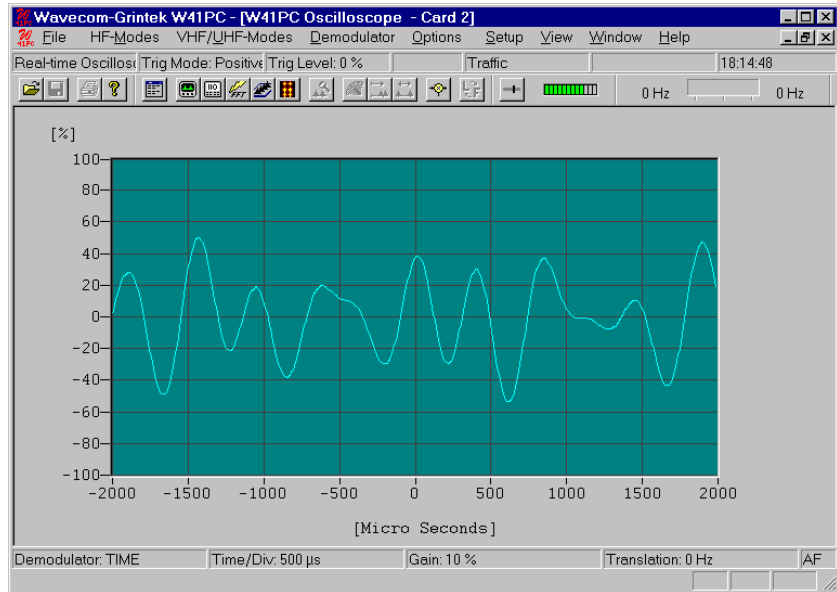 Wavecom-Grintek W41PC - [W41PC Oscilloscope - Card 2]
File HF-Modes VHF/UHF-Modes Demodulator Options Setup View Window Help
Real-time Oscillos Trig Mode: Positive Trig Level: 0 % Traffic 18:14:48
0 Hz 0 Hz
[%]
100
80
60
40
20
0
-20
-40
-60
-80
-100
-2000 -1500 -1000 -500 0 500 1000 1500 2000
[Micro Seconds]
Demodulator: TIME Time/Div: 500 µs Gain: 10 % Translation: 0 Hz AF